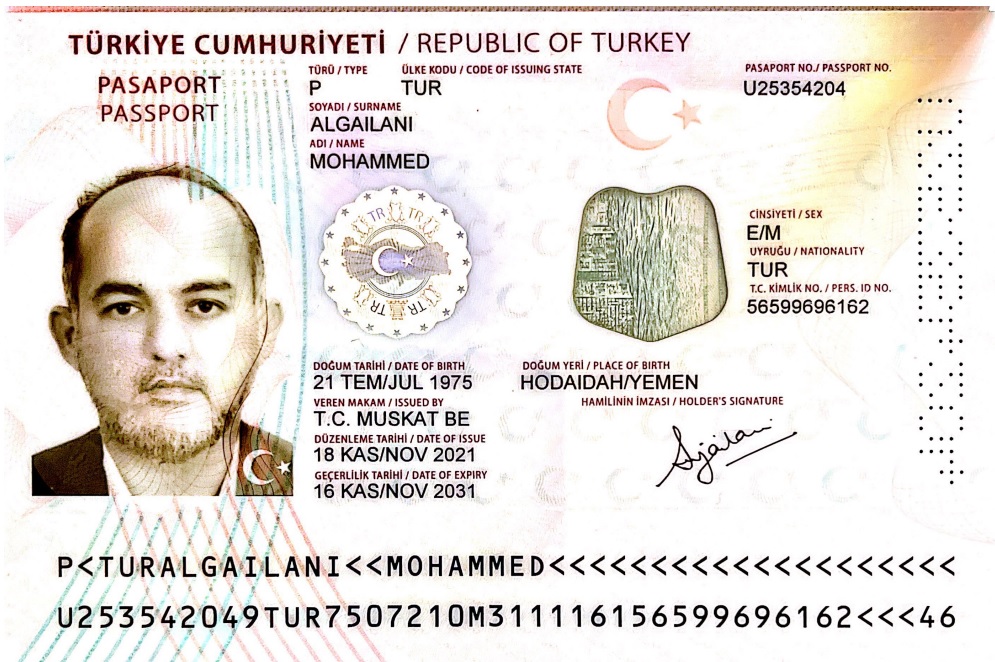 TÜRKİYE CUMHURİYETİ / REPUBLIC OF TURKEY
PASAPORT
PASSPORT
TÜRÜ / TYPE
P
ÜLKE KODU / CODE OF ISSUING STATE
TUR
PASAPORT NO./ PASSPORT NO.
U25354204
SOYADI / SURNAME
ALGAILANI
ADI / NAME
MOHAMMED
TR TR
TR TR
CİNSİYETİ / SEX
E/M
UYRUĞU / NATIONALITY
TUR
T.C. KİMLİK NO. / PERS. ID NO.
56599696162
DOĞUM TARİHİ / DATE OF BIRTH
21 TEM/JUL 1975
DOĞUM YERİ / PLACE OF BIRTH
HODAIDAH/YEMEN
VEREN MAKAM / ISSUED BY
T.C. MUSKAT BE
HAMİLİNİN İMZASI / HOLDER'S SIGNATURE
DÜZENLEME TARİHİ / DATE OF ISSUE
18 KAS/NOV 2021
GEÇERLİLİK TARİHİ / DATE OF EXPIRY
16 KAS/NOV 2031
P<TURALGAILANI<<MOHAMMED<<<<<<<<<<<<<<<<<<<<
U253542049TUR7507210M311116156599696162<<<46